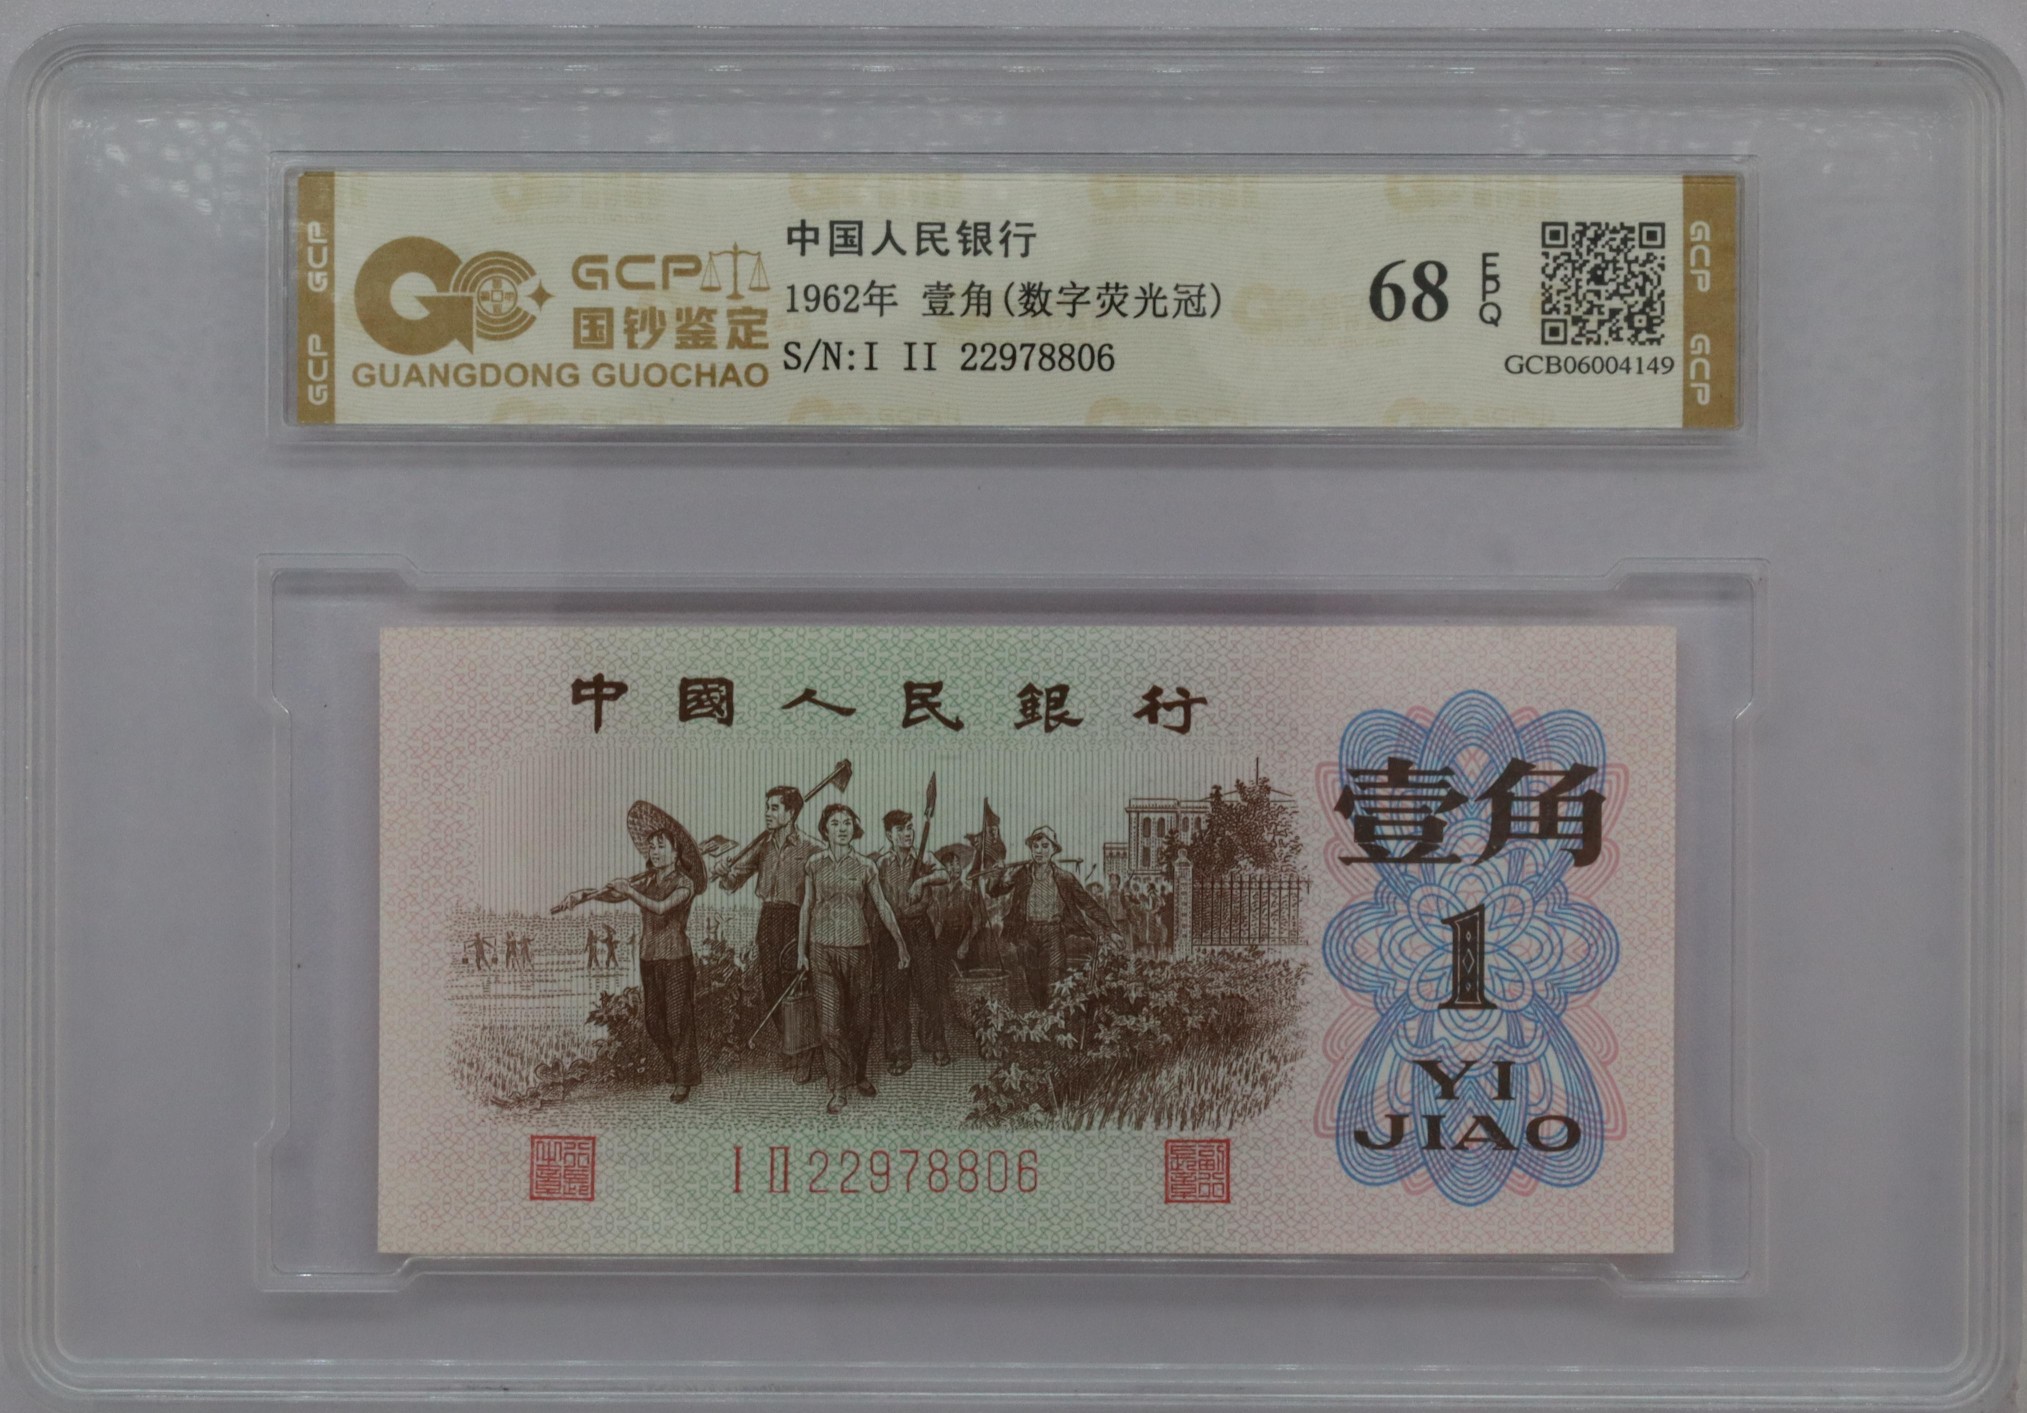 GCP
GCP
GCP
国钞鉴定
GUANGDONG GUOCHAO
中国人民银行
1962年 壹角(数字荧光冠)
S/N:I II 22978806
68
EPQ
GCB06004149
GCP
GCP
中國人民銀行
壹角
1
YI
JIAO
I II 22978806